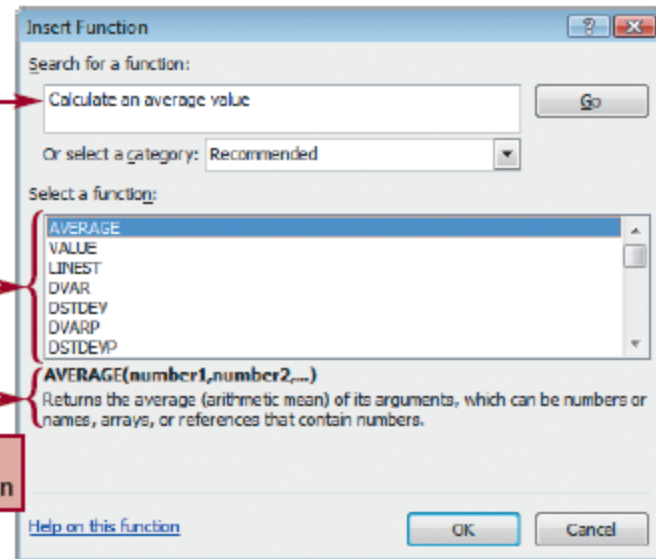 Insert Function
Search for a function:
Calculate an average value
Go
Or select a category: Recommended
Select a function:
AVERAGE
VALUE
LINEST
DVAR
DSTDEV
DVARP
DSTDEVP
AVERAGE(number1,number2,...)
Returns the average (arithmetic mean) of its arguments, which can be numbers or
names, arrays, or references that contain numbers.
n
Help on this function
OK
Cancel